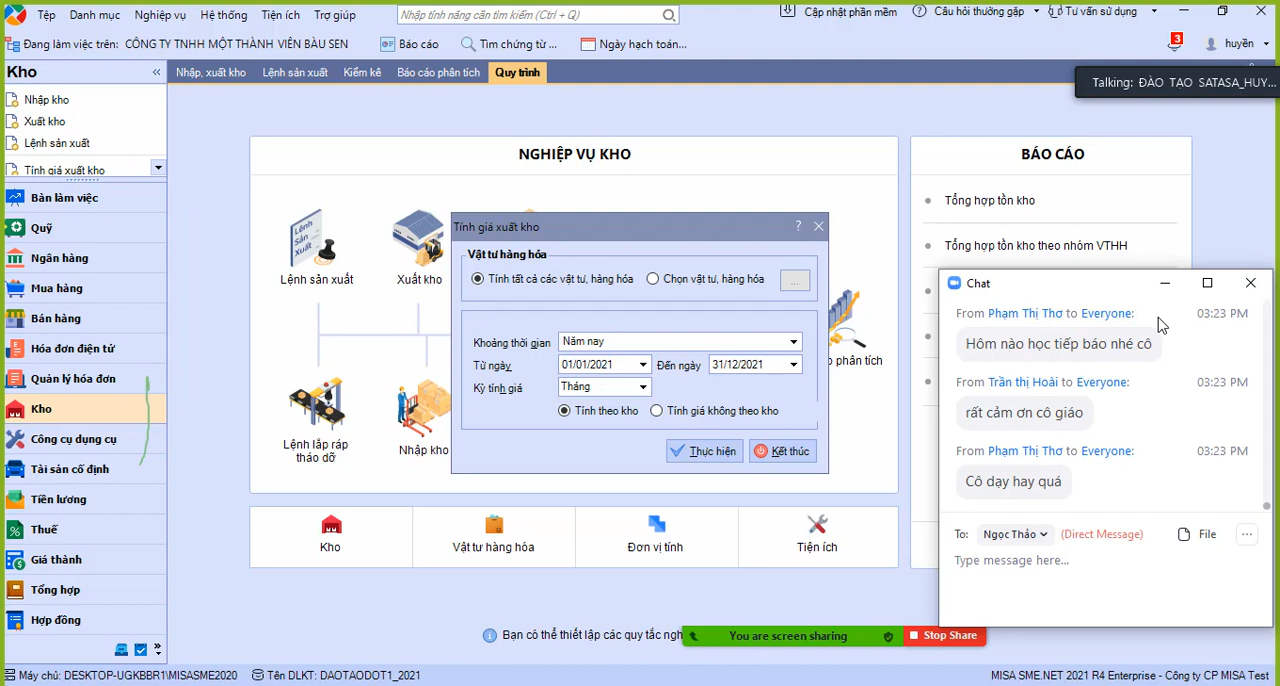 Tệp Danh mục Nghiệp vụ Hệ thống Tiện ích Trợ giúp
Nhập tính năng cần tìm kiếm (Ctrl + Q)
Cập nhật phần mềm Câu hỏi thường gặp Tư vấn sử dụng
Đang làm việc trên: CÔNG TY TNHH MỘT THÀNH VIÊN BÀU SEN
Báo cáo Tìm chứng từ ... Ngày hạch toán...
3
huyền
Kho «
Nhập, xuất kho Lệnh sản xuất Kiểm kê Báo cáo phân tích Quy trình
Talking: ĐÀO TẠO SATASA_HUY...
Nhập kho
Xuất kho
Lệnh sản xuất
Tính giá xuất kho
Bàn làm việc
Quỹ
Ngân hàng
Mua hàng
Bán hàng
Hóa đơn điện tử
Quản lý hóa đơn
Kho
Công cụ dụng cụ
Tài sản cố định
Tiền lương
Thuế
Giá thành
Tổng hợp
Hợp đồng
NGHIỆP VỤ KHO
Lệnh Sản Xuất
Lệnh sản xuất
Xuất kho
Lệnh lắp ráp
tháo dỡ
Nhập kho
o phân tích
Tính giá xuất kho ?
Vật tư hàng hóa
Tính tất cả các vật tư, hàng hóa Chọn vật tư, hàng hóa ...
Khoảng thời gian Năm nay
Từ ngày 01/01/2021 Đến ngày 31/12/2021
Kỳ tính giá Tháng
Tính theo kho Tính giá không theo kho
Thực hiện Kết thúc
Kho
Vật tư hàng hóa
Đơn vị tính
Tiện ích
BÁO CÁO
Tổng hợp tồn kho
Tổng hợp tồn kho theo nhóm VTHH
Chat
From Phạm Thị Thơ to Everyone: 03:23 PM
Hôm nào học tiếp báo nhé cô
From Trần thị Hoài to Everyone: 03:23 PM
rất cảm ơn cô giáo
From Phạm Thị Thơ to Everyone: 03:23 PM
Cô dạy hay quá
To: Ngọc Thảo (Direct Message) File ...
Type message here...
Bạn có thể thiết lập các quy tắc ngh
You are screen sharing Stop Share
Máy chủ: DESKTOP-UGKBBR1\MISASME2020 Tên DLKT: DAOTAODOT1_2021
MISA SME.NET 2021 R4 Enterprise - Công ty CP MISA Test